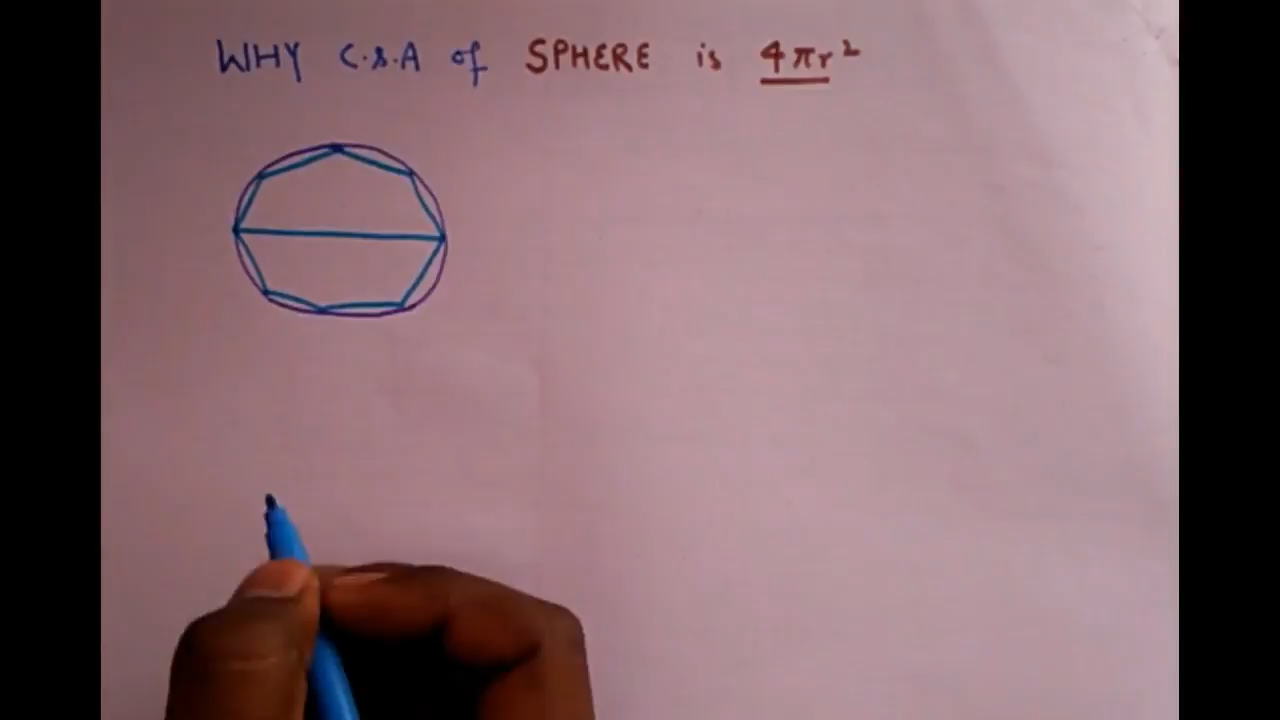 WHY C.S.A of SPHERE is 4πr²